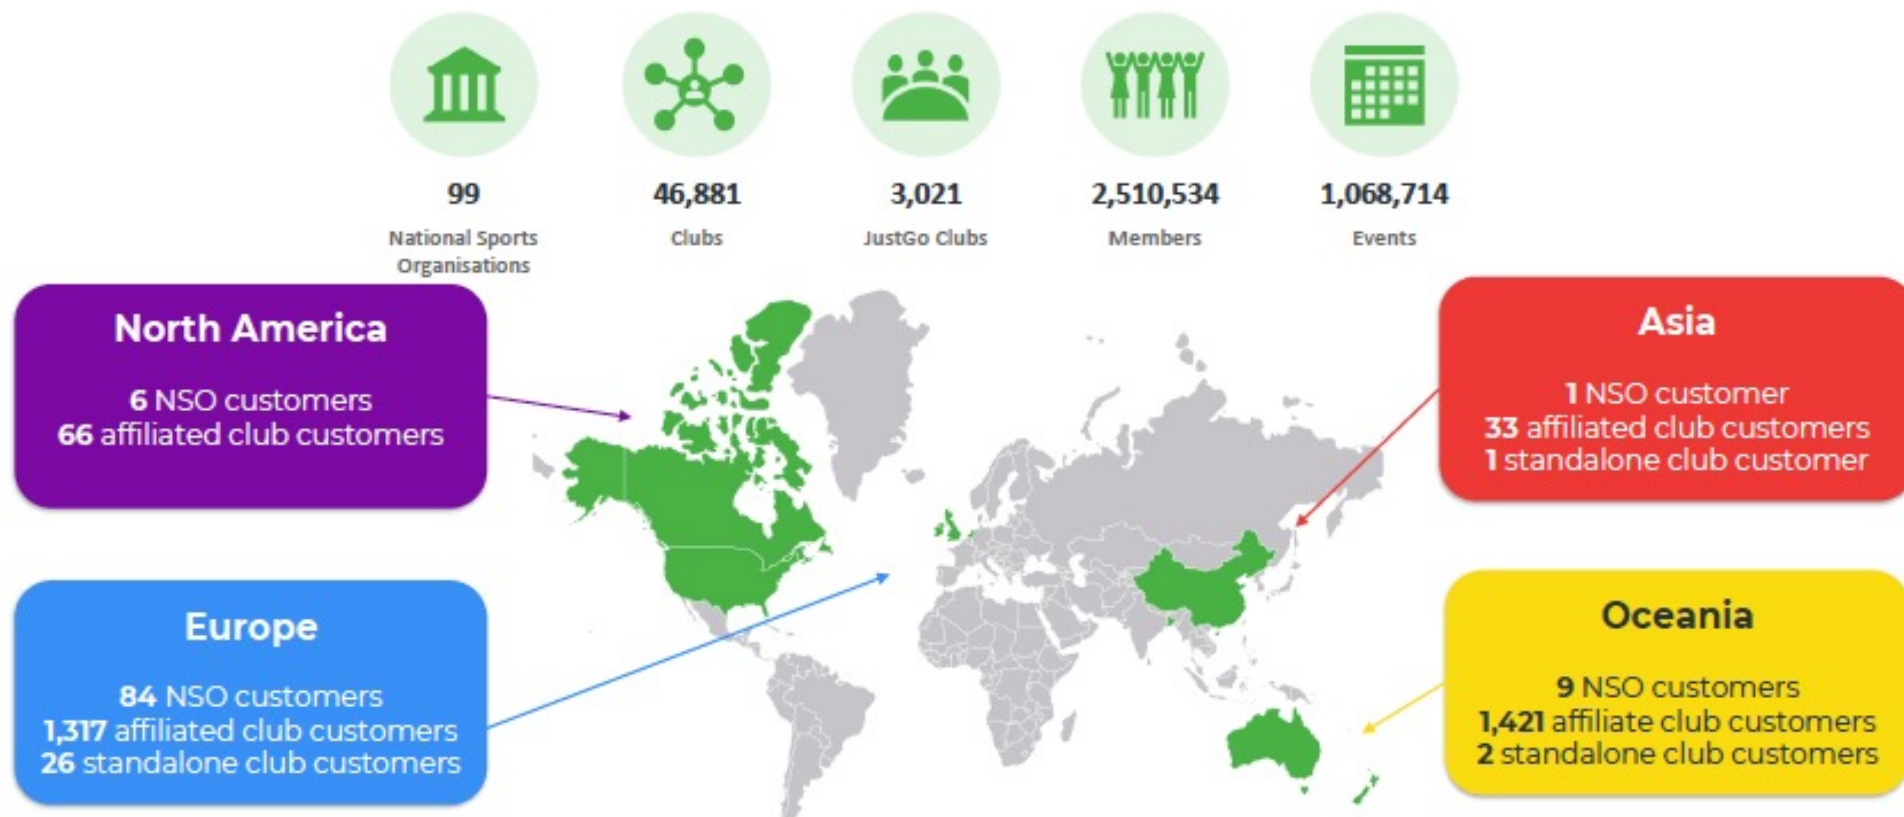 99
46,881
3,021
2,510,534
1,068,714
National Sports
Organisations
Clubs
JustGo Clubs
Members
Events
North America
6 NSO customers
66 affiliated club customers
Asia
1 NSO customer
33 affiliated club customers
1 standalone club customer
Europe
84 NSO customers
1,317 affiliated club customers
26 standalone club customers
Oceania
9 NSO customers
1,421 affiliate club customers
2 standalone club customers